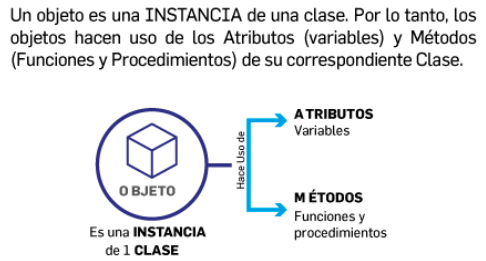 Un objeto es una INSTANCIA de una clase. Por lo tanto, los
objetos hacen uso de los Atributos (variables) y Métodos
(Funciones y Procedimientos) de su correspondiente Clase.
O BJETO
Es una INSTANCIA
de 1 CLASE
Hace Uso de
A TRIBUTOS
Variables
M ÉTODOS
Funciones y
procedimientos